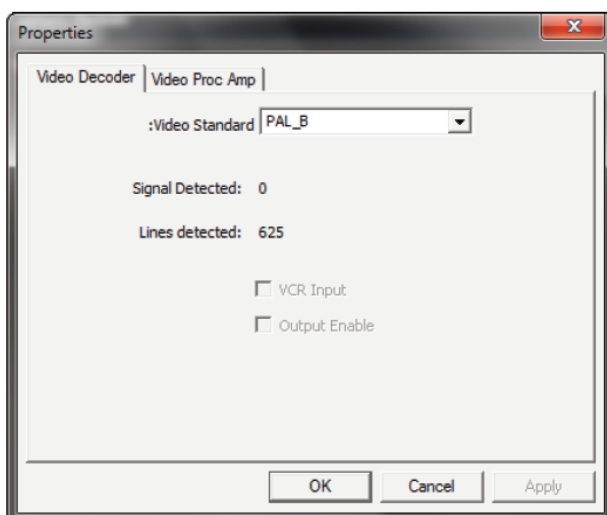 Properties
Video Decoder Video Proc Amp
:Video Standard PAL_B
Signal Detected: 0
Lines detected: 625
VCR Input
Output Enable
OK Cancel Apply